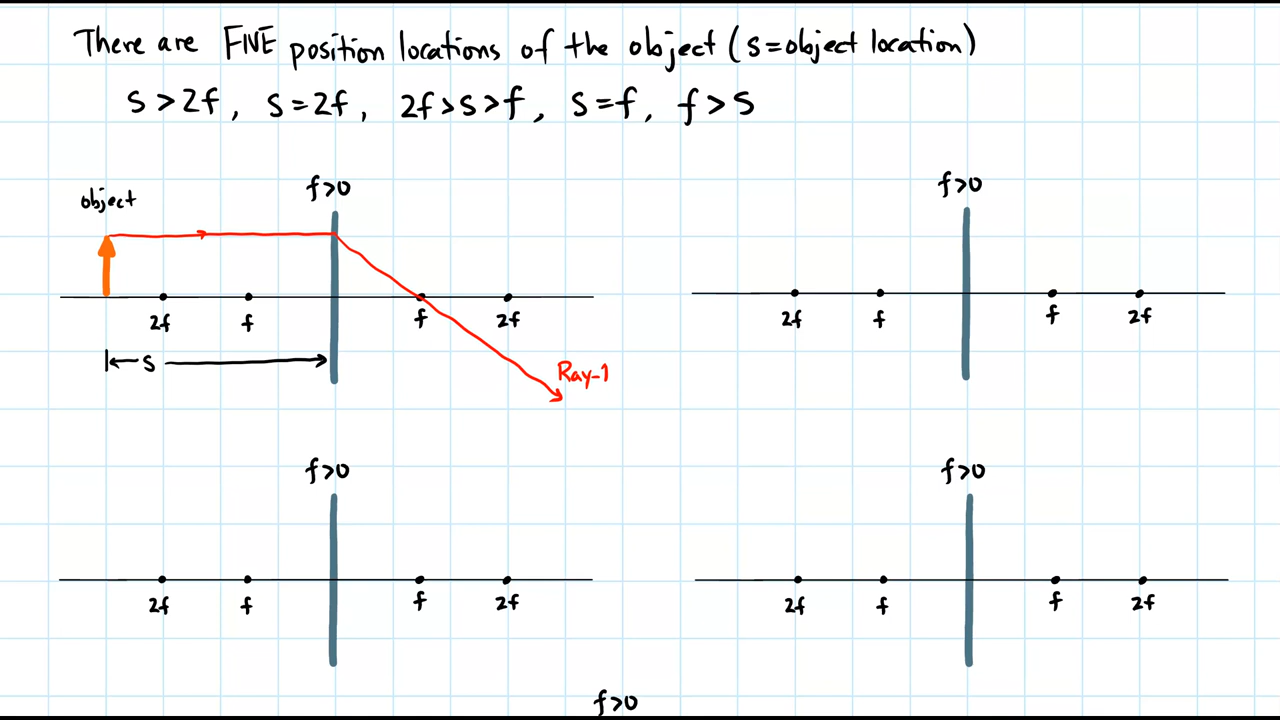 There are FIVE position locations of the object (s=object location)
s > 2f, s = 2f, 2f > s > f, s = f, f > s
object
f>0
f>0
2f f f 2f
2f f f 2f
s
Ray-1
f>0
f>0
2f f f 2f
2f f f 2f
f>0